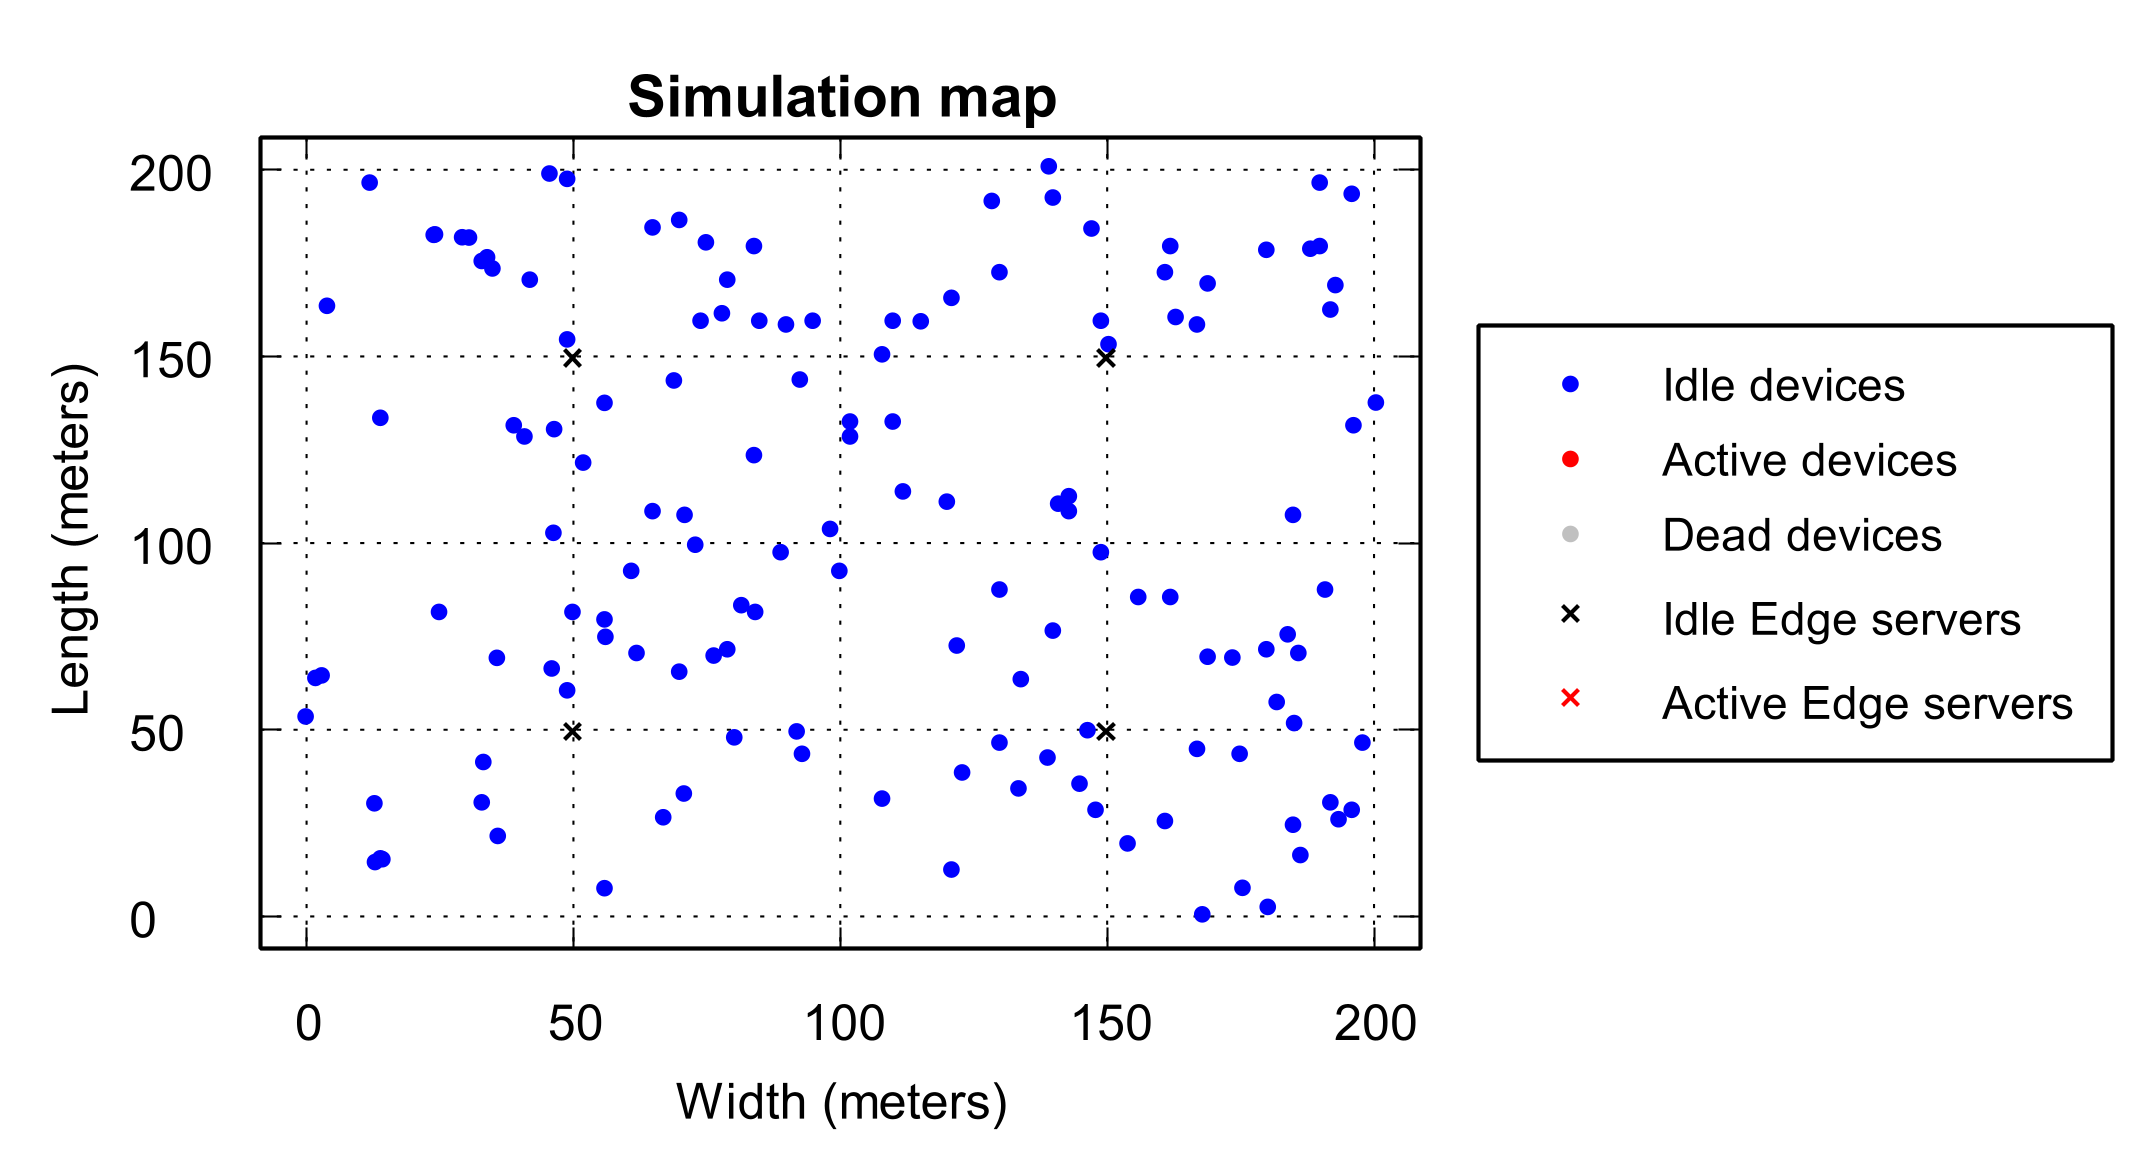 Simulation map
200
150
100
50
0
Length (meters)
0 50 100 150 200
Width (meters)
Idle devices
Active devices
Dead devices
Idle Edge servers
Active Edge servers